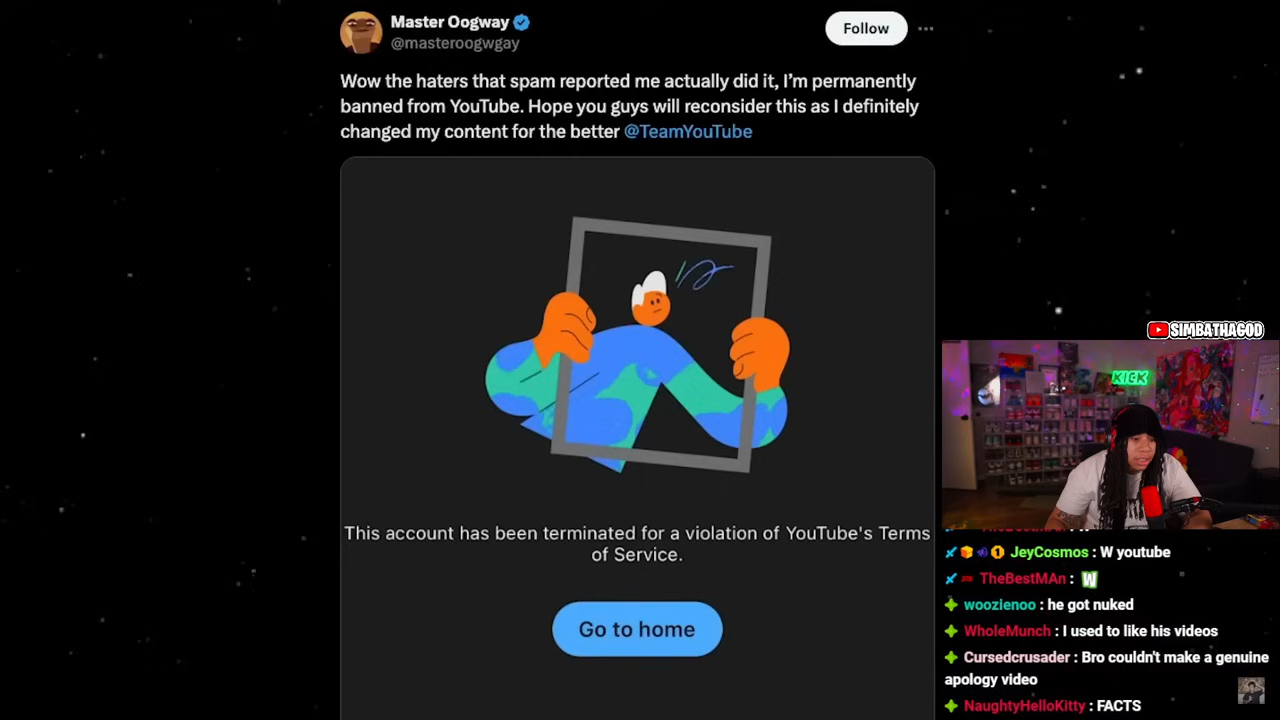 Master Oogway
@masteroogwgay
Follow
Wow the haters that spam reported me actually did it, I’m permanently
banned from YouTube. Hope you guys will reconsider this as I definitely
changed my content for the better @TeamYouTube
This account has been terminated for a violation of YouTube's Terms
of Service.
Go to home
SIMBATHAGOD
KICK
JeyCosmos : W youtube
TheBestMAn : W
woozienoo : he got nuked
WholeMunch : I used to like his videos
Cursedcrusader : Bro couldn't make a genuine
apology video
NaughtyHelloKitty : FACTS